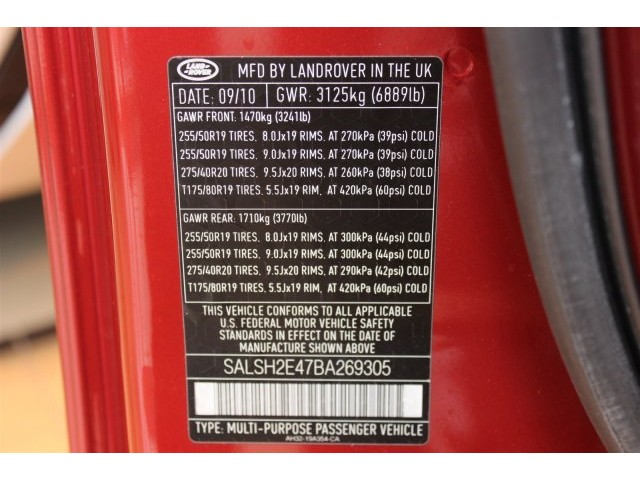 LAND ROVER MFD BY LANDROVER IN THE UK
DATE: 09/10 GWR: 3125kg (6889lb)
GAWR FRONT: 1470kg (3241lb)
255/50R19 TIRES. 8.0Jx19 RIMS. AT 270kPa (39psi) COLD
255/50R19 TIRES. 9.0Jx19 RIMS. AT 270kPa (39psi) COLD
275/40R20 TIRES. 9.5Jx20 RIMS. AT 260kPa (38psi) COLD
T175/80R19 TIRES. 5.5Jx19 RIM. AT 420kPa (60psi) COLD
GAWR REAR: 1710kg (3770lb)
255/50R19 TIRES. 8.0Jx19 RIMS. AT 300kPa (44psi) COLD
255/50R19 TIRES. 9.0Jx19 RIMS. AT 300kPa (44psi) COLD
275/40R20 TIRES. 9.5Jx20 RIMS. AT 290kPa (42psi) COLD
T175/80R19 TIRES. 5.5Jx19 RIM. AT 420kPa (60psi) COLD
THIS VEHICLE CONFORMS TO ALL APPLICABLE
U.S. FEDERAL MOTOR VEHICLE SAFETY
STANDARDS IN EFFECT ON THE DATE OF
MANUFACTURE SHOWN ABOVE
SALSH2E47BA269305
TYPE: MULTI-PURPOSE PASSENGER VEHICLE
AH32-19A354-CA